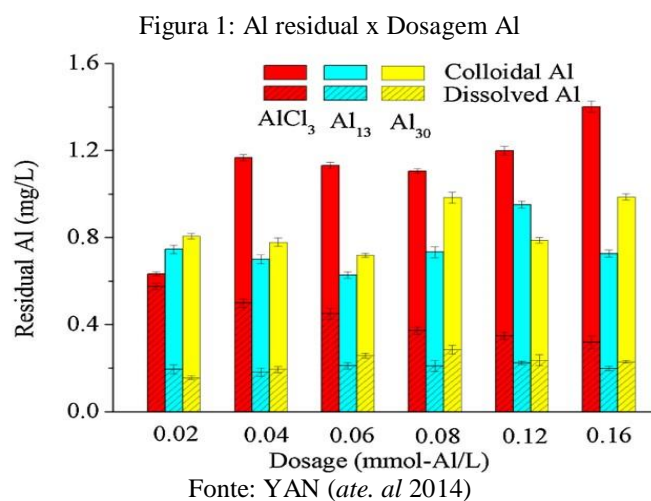 Figura 1: Al residual x Dosagem Al
1.6
1.2
0.8
0.4
0.0
Residual Al (mg/L)
Colloidal Al
Dissolved Al
AlCl3 Al13 Al30
0.02 0.04 0.06 0.08 0.12 0.16
Dosage (mmol-Al/L)
Fonte: YAN (ate. al 2014)